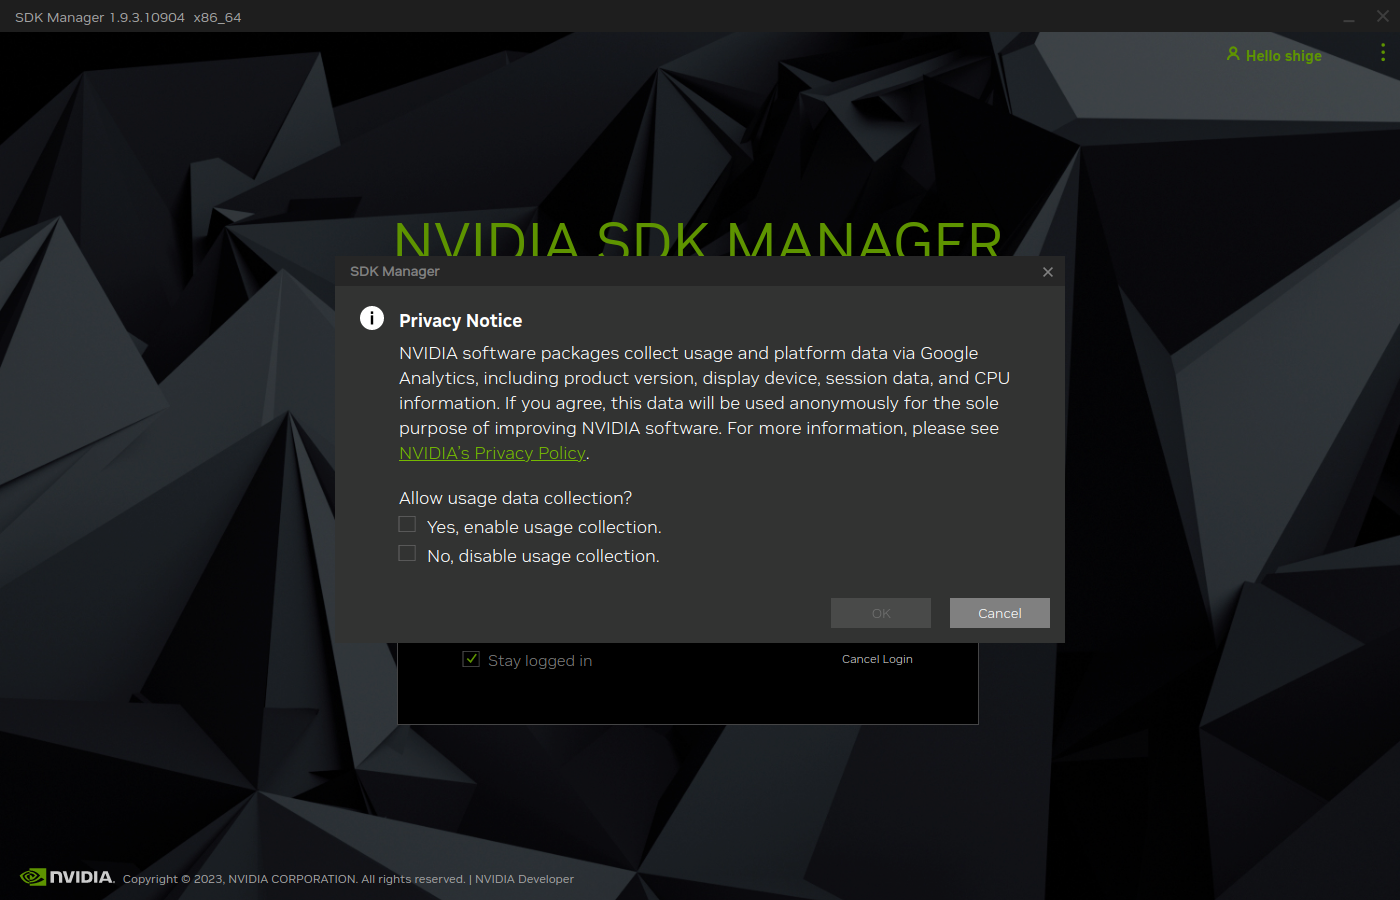 SDK Manager 1.9.3.10904 x86_64
Hello shige
NVIDIA SDK MANAGER
SDK Manager
Privacy Notice
NVIDIA software packages collect usage and platform data via Google
Analytics, including product version, display device, session data, and CPU
information. If you agree, this data will be used anonymously for the sole
purpose of improving NVIDIA software. For more information, please see
NVIDIA's Privacy Policy.
Allow usage data collection?
Yes, enable usage collection.
No, disable usage collection.
OK
Cancel
Stay logged in
Cancel Login
NVIDIA. Copyright © 2023, NVIDIA CORPORATION. All rights reserved. | NVIDIA Developer